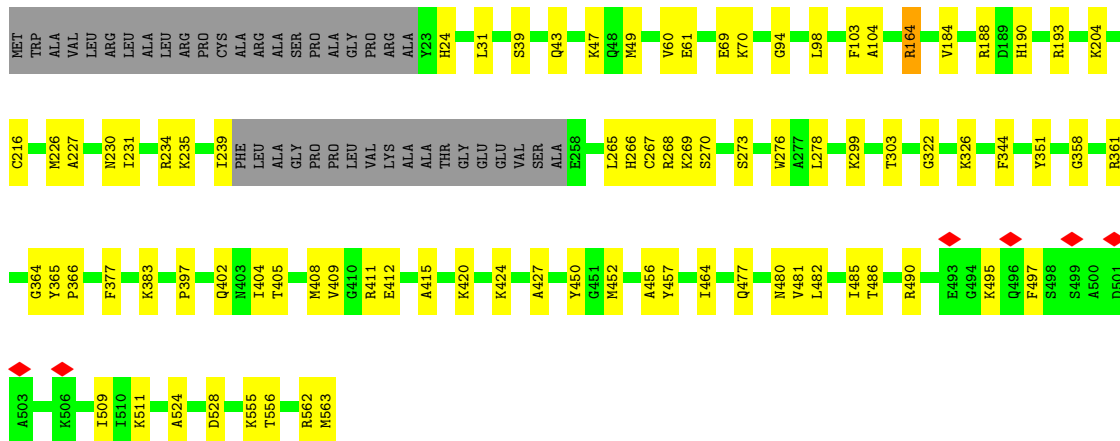 MET TRP ALA VAL LEU ARG LEU ALA LEU ARG PRO CYS ALA ARG ALA SER PRO ALA GLY PRO ARG ALA Y23 H24 L31 S39 Q43 K47 Q48 M49 V60 E61 E69 K70 G94 L98 F103 A104 R164 V184 R188 D189 H190 R193 K204
C216 M226 A227 N230 I231 R234 K235 I239 PHE LEU ALA GLY PRO PRO LEU VAL LYS ALA ALA THR GLY GLU GLU VAL SER ALA E258 L265 H266 C267 R268 K269 S270 S273 W276 A277 L278 K299 T303 G322 K326 F344 Y351 G358 R361
G364 Y365 P366 F377 K383 P397 Q402 N403 I404 T405 M408 V409 G410 R411 E412 A415 K420 K424 A427 Y450 G451 M452 A456 Y457 I464 Q477 N480 V481 L482 I485 T486 R490 E493 G494 K495 Q496 F497 S498 S499 A500 D501
A503 K506 I509 I510 K511 A524 D528 K555 T556 R562 M563